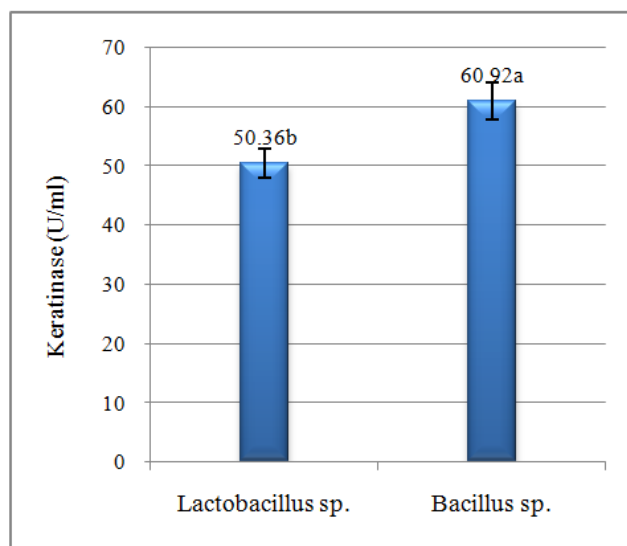 70
60
50
40
30
20
10
0
Keratinase (U/ml)
50.36b
60.92a
Lactobacillus sp.
Bacillus sp.